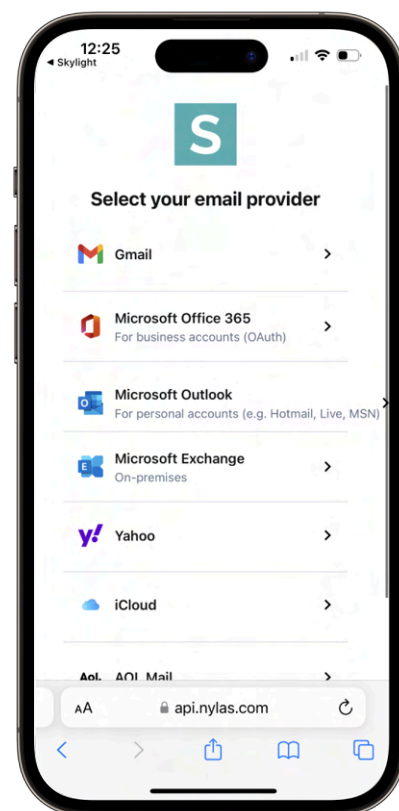 12:25
◄ Skylight
S
Select your email provider
Gmail
Microsoft Office 365
For business accounts (OAuth)
Microsoft Outlook
For personal accounts (e.g. Hotmail, Live, MSN)
Microsoft Exchange
On-premises
Yahoo
iCloud
Aol. AOL Mail
AA api.nylas.com